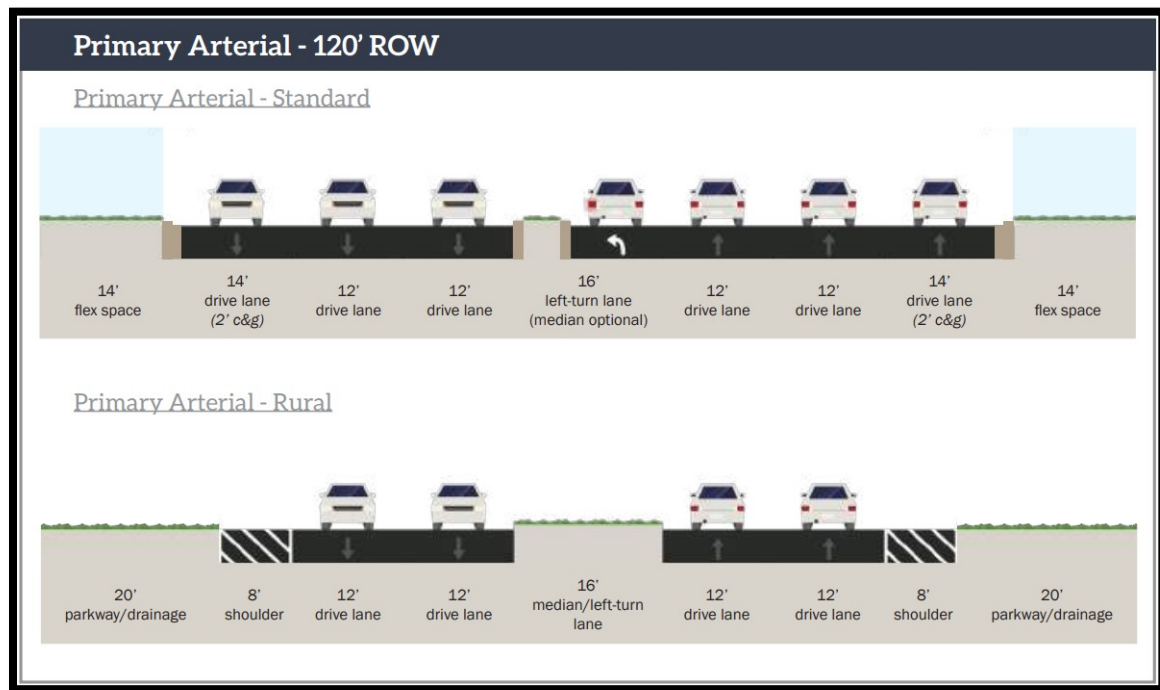 Primary Arterial - 120’ ROW
Primary Arterial - Standard
14’
flex space
14’
drive lane
(2’ c&g)
12’
drive lane
12’
drive lane
16’
left-turn lane
(median optional)
12’
drive lane
12’
drive lane
14’
drive lane
(2’ c&g)
14’
flex space
Primary Arterial - Rural
20’
parkway/drainage
8’
shoulder
12’
drive lane
12’
drive lane
16’
median/left-turn
lane
12’
drive lane
12’
drive lane
8’
shoulder
20’
parkway/drainage